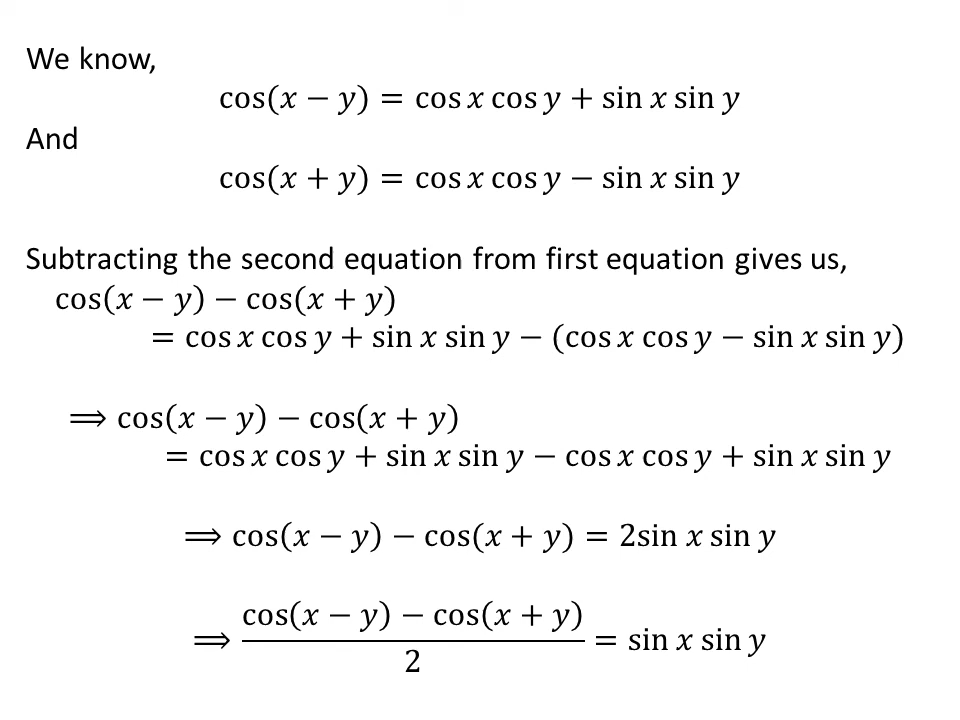 We know,
cos(𝑥 − 𝑦) = cos 𝑥 cos 𝑦 + sin 𝑥 sin 𝑦
And
cos(𝑥 + 𝑦) = cos 𝑥 cos 𝑦 − sin 𝑥 sin 𝑦
Subtracting the second equation from first equation gives us,
cos(𝑥 − 𝑦) − cos(𝑥 + 𝑦)
= cos 𝑥 cos 𝑦 + sin 𝑥 sin 𝑦 − (cos 𝑥 cos 𝑦 − sin 𝑥 sin 𝑦)
⟹ cos(𝑥 − 𝑦) − cos(𝑥 + 𝑦)
= cos 𝑥 cos 𝑦 + sin 𝑥 sin 𝑦 − cos 𝑥 cos 𝑦 + sin 𝑥 sin 𝑦
⟹ cos(𝑥 − 𝑦) − cos(𝑥 + 𝑦) = 2sin 𝑥 sin 𝑦
⟹ (cos(𝑥 − 𝑦) − cos(𝑥 + 𝑦))/2 = sin 𝑥 sin 𝑦